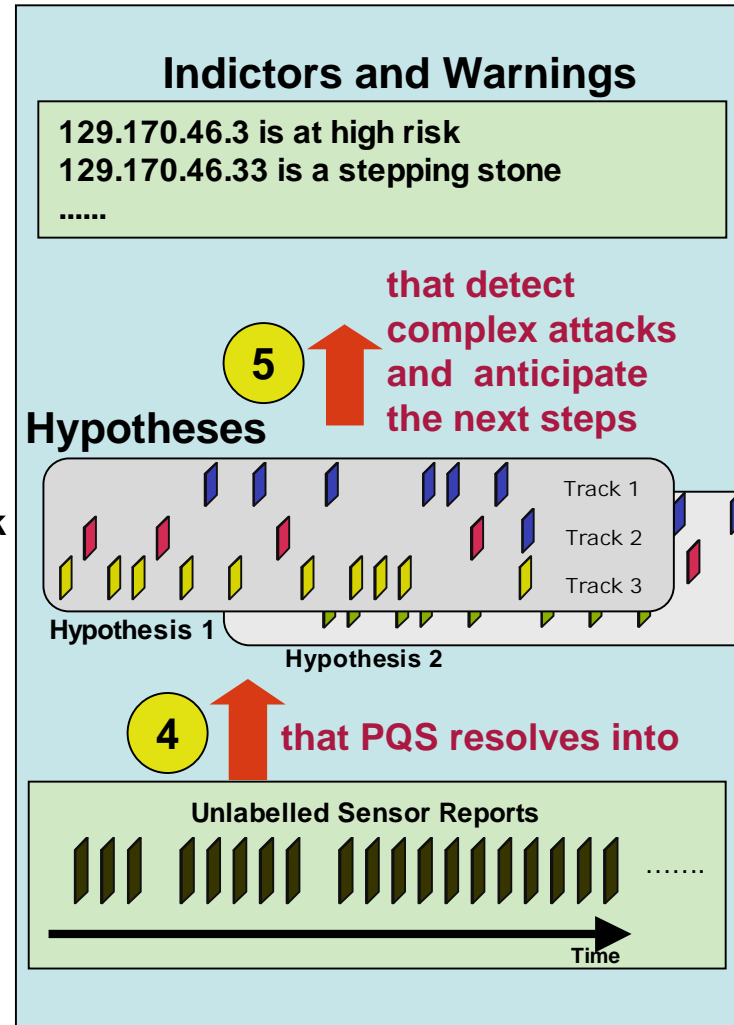 Indictors and Warnings
129.170.46.3 is at high risk
129.170.46.33 is a stepping stone
......
that detect
complex attacks
and anticipate
the next steps
5
Hypotheses
Track 1
k
Track 2
Track 3
Hypothesis 1
Hypothesis 2
4
that PQS resolves into
Unlabelled Sensor Reports
.......
Time